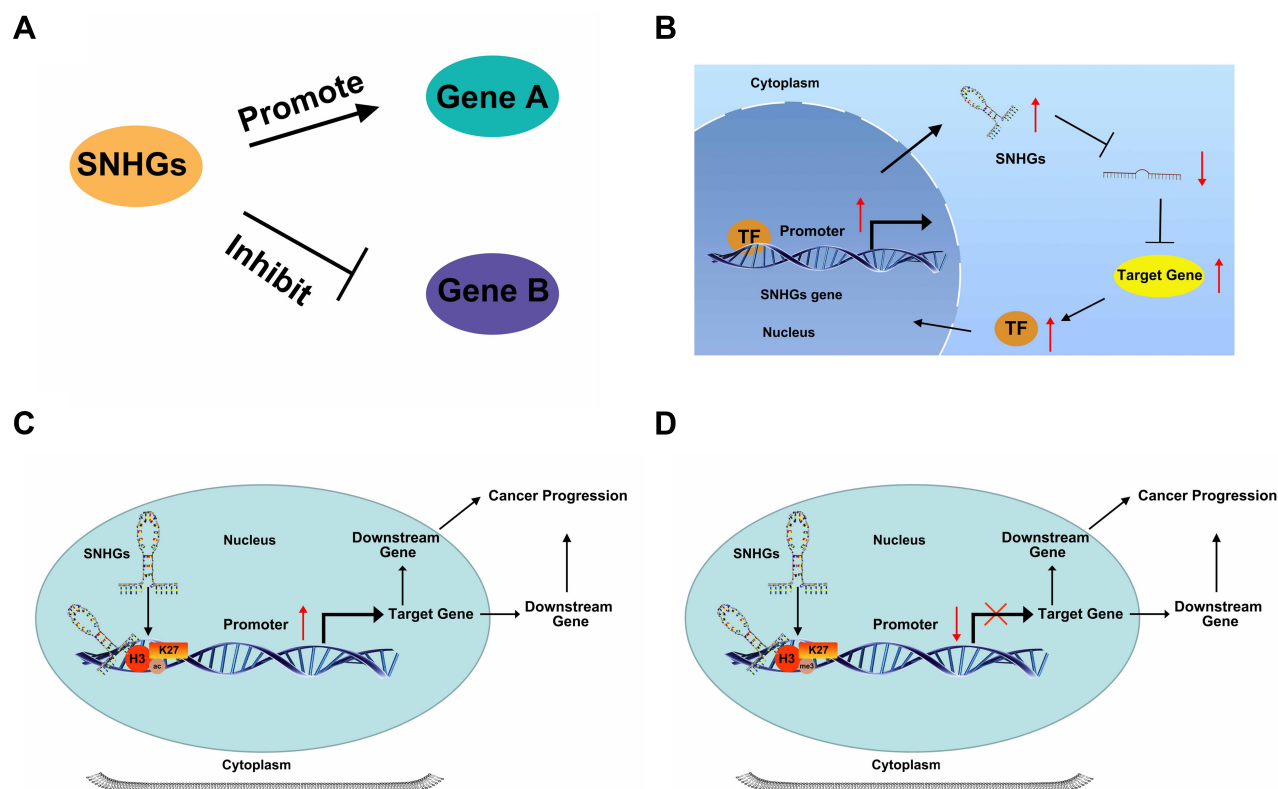 A
SNHGs
Promote
Gene A
Inhibit
Gene B
B
Cytoplasm
SNHGs
TF
Promoter
SNHGs gene
Nucleus
Target Gene
TF
C
SNHGs
Nucleus
Downstream
Gene
Cancer Progression
Promoter
Target Gene
Downstream
Gene
H3
K27
ac
Cytoplasm
D
SNHGs
Nucleus
Downstream
Gene
Cancer Progression
Promoter
Target Gene
Downstream
Gene
H3
K27
me3
Cytoplasm